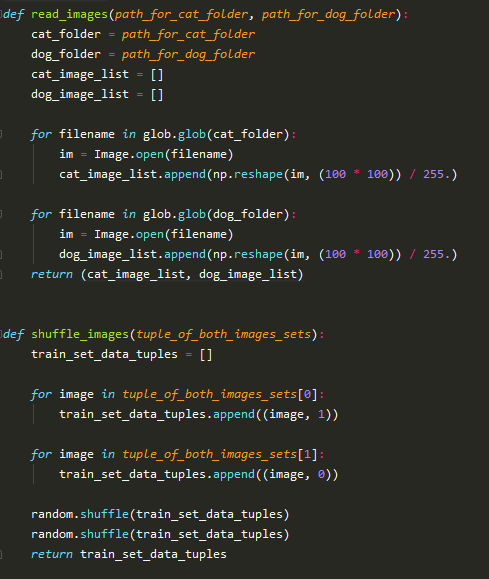 def read_images(path_for_cat_folder, path_for_dog_folder):
    cat_folder = path_for_cat_folder
    dog_folder = path_for_dog_folder
    cat_image_list = []
    dog_image_list = []

    for filename in glob.glob(cat_folder):
        im = Image.open(filename)
        cat_image_list.append(np.reshape(im, (100 * 100)) / 255.)

    for filename in glob.glob(dog_folder):
        im = Image.open(filename)
        dog_image_list.append(np.reshape(im, (100 * 100)) / 255.)
    return (cat_image_list, dog_image_list)


def shuffle_images(tuple_of_both_images_sets):
    train_set_data_tuples = []

    for image in tuple_of_both_images_sets[0]:
        train_set_data_tuples.append((image, 1))

    for image in tuple_of_both_images_sets[1]:
        train_set_data_tuples.append((image, 0))

    random.shuffle(train_set_data_tuples)
    random.shuffle(train_set_data_tuples)
    return train_set_data_tuples